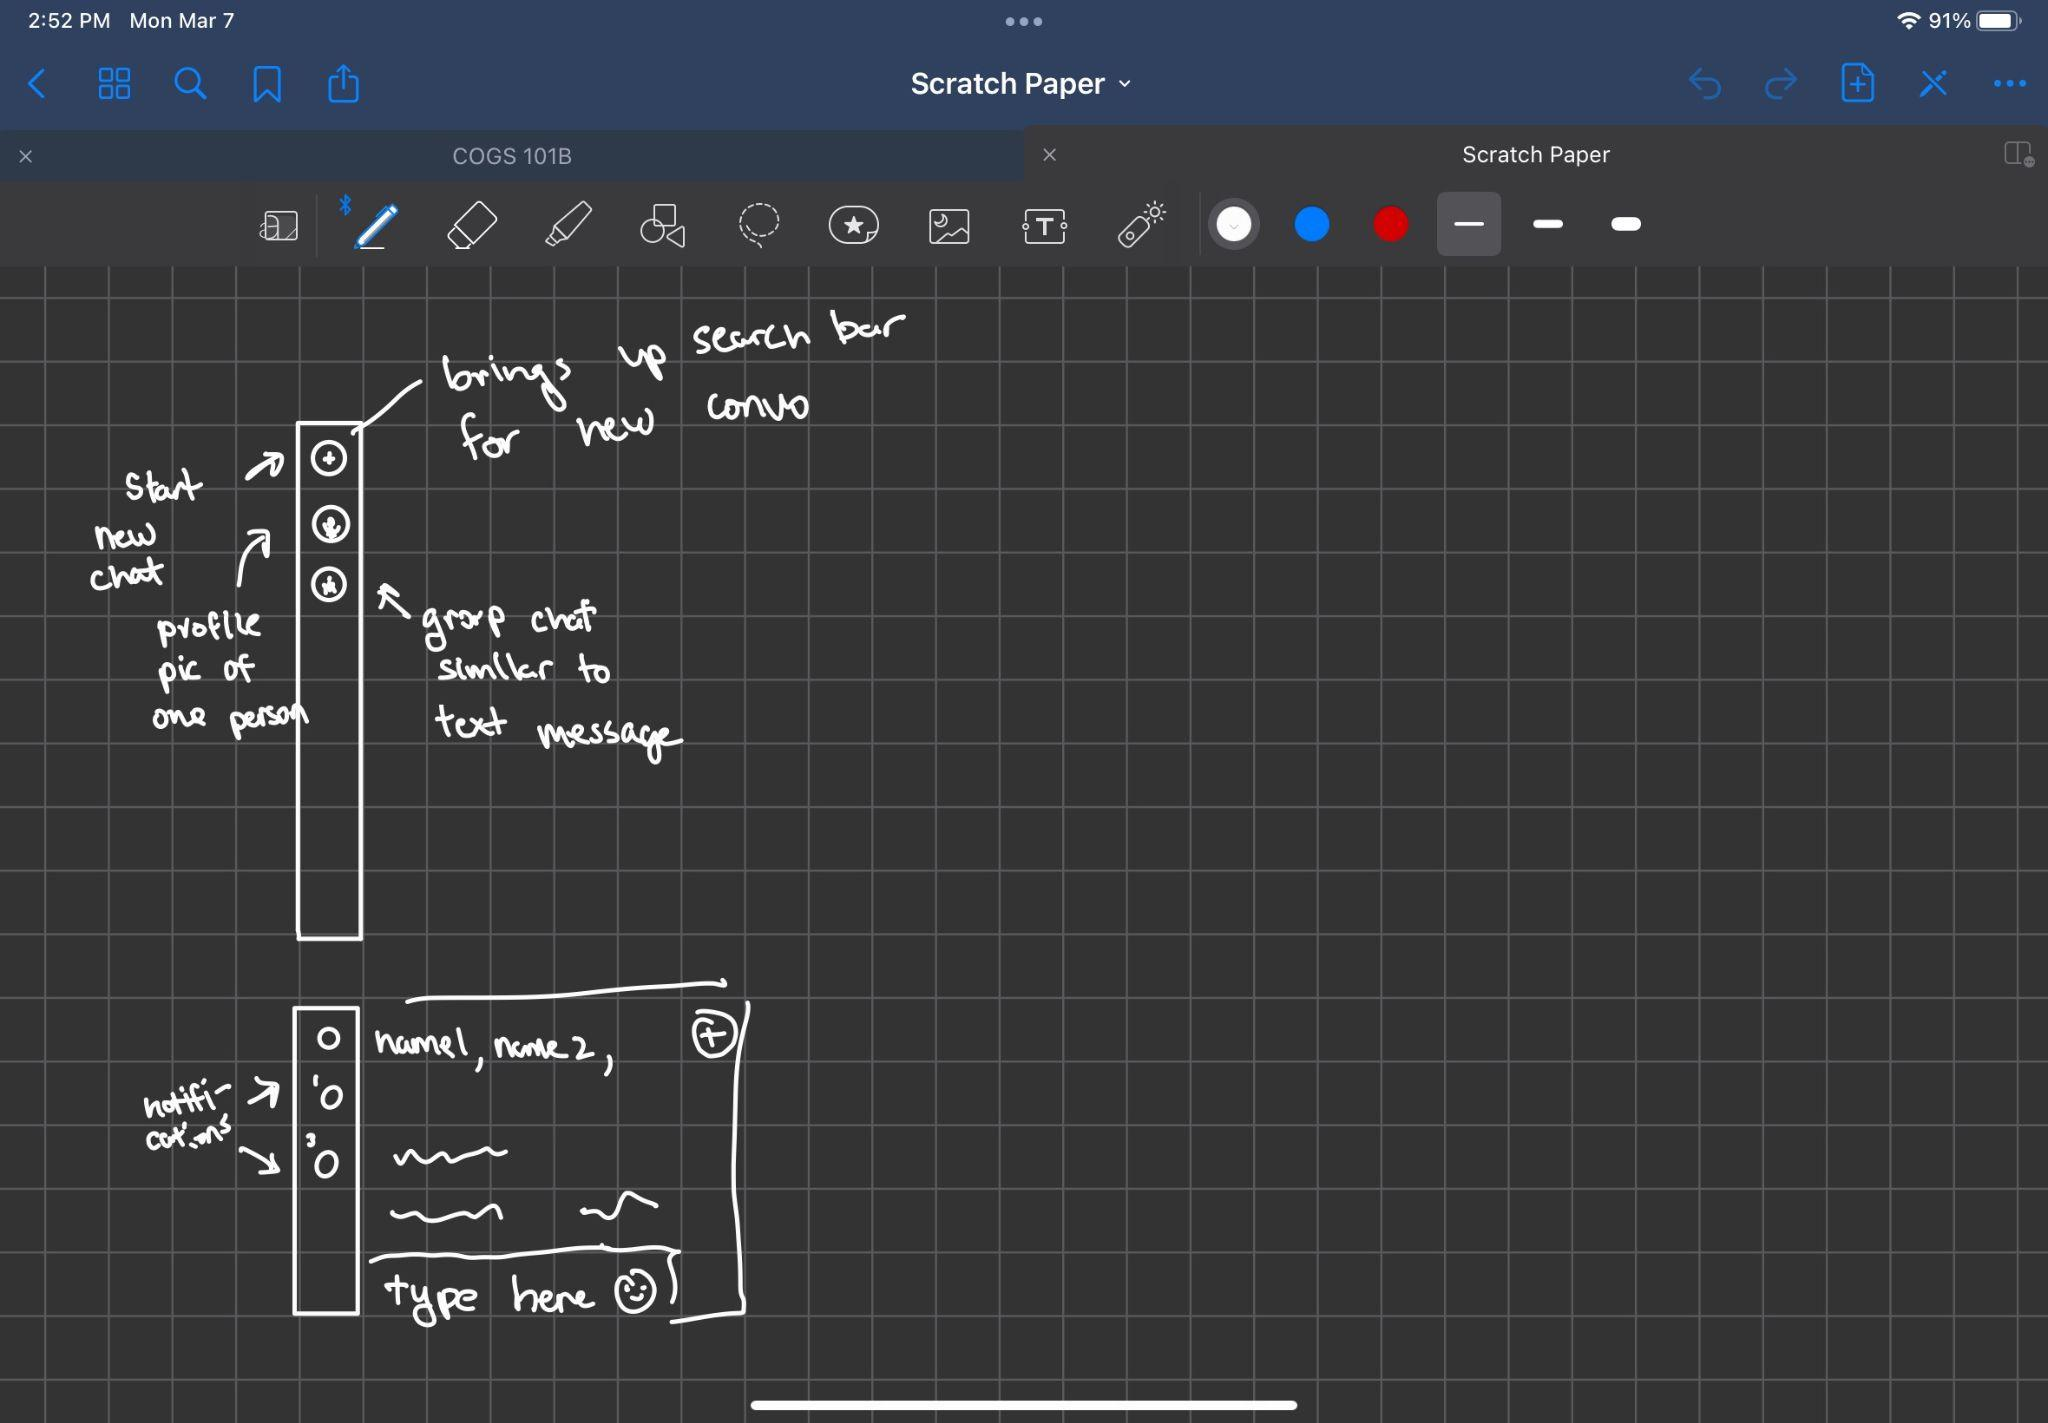 2:52 PM Mon Mar 7
91%
Scratch Paper
COGS 101B
Scratch Paper
T
brings up search bar
for new convo
Start
new
chat
profile
pic of
one person
group chat
similar to
text message
name1, name2,
notifi-
cations
1
3
type here